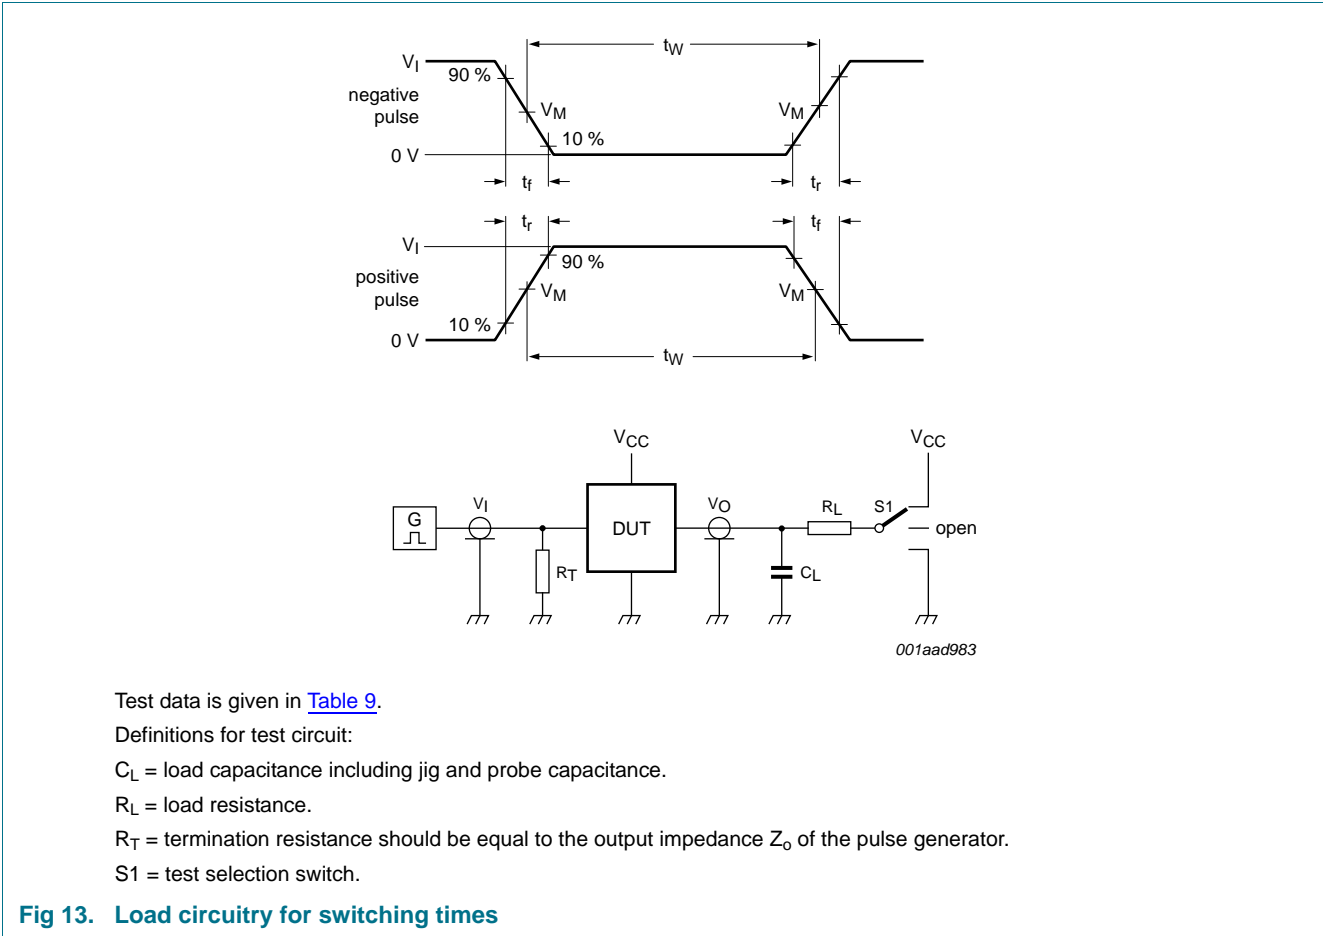 tW
VI
90 %
negative
pulse
VM
VM
10 %
0 V
tf
tr
tr
tf
VI
90 %
positive
pulse
VM
VM
10 %
0 V
tW
VCC
VCC
G
VI
DUT
VO
RL
S1
open
RT
CL
001aad983
Test data is given in Table 9.
Definitions for test circuit:
CL = load capacitance including jig and probe capacitance.
RL = load resistance.
RT = termination resistance should be equal to the output impedance Zo of the pulse generator.
S1 = test selection switch.
Fig 13. Load circuitry for switching times